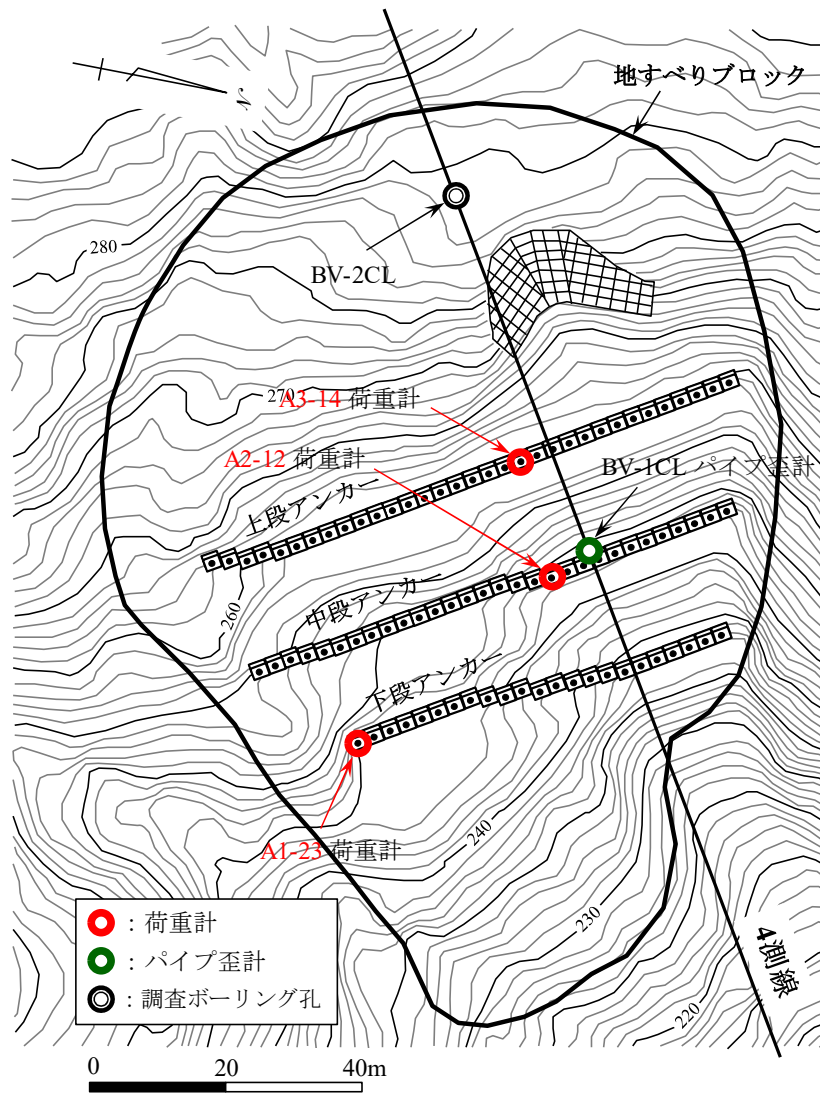 地すべりブロック
N
280
BV-2CL
270
A3-14 荷重計
A2-12 荷重計
BV-1CL パイプ歪計
上段アンカー
260
中段アンカー
下段アンカー
240
A1-23 荷重計
230
4測線
220
：荷重計
：パイプ歪計
：調査ボーリング孔
0 20 40m